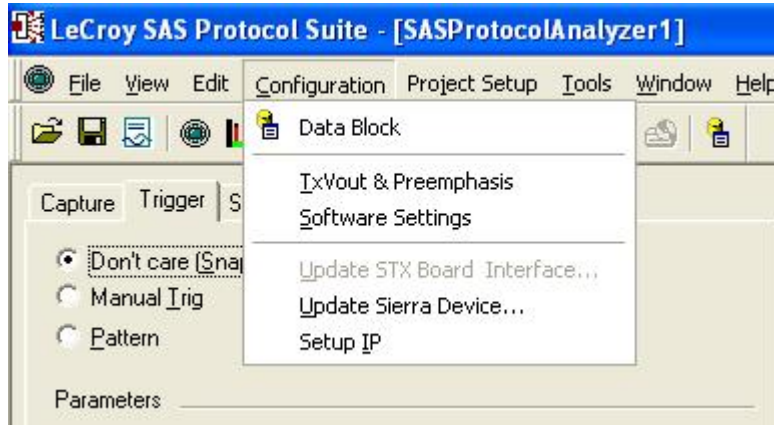 LeCroy SAS Protocol Suite - [SASProtocolAnalyzer1]
File View Edit Configuration Project Setup Tools Window Help
Data Block
TxVout & Preemphasis
Capture Trigger
Software Settings
Don't care
Update STX Board Interface...
Manual Trig
Update Sierra Device...
Pattern
Setup IP
Parameters